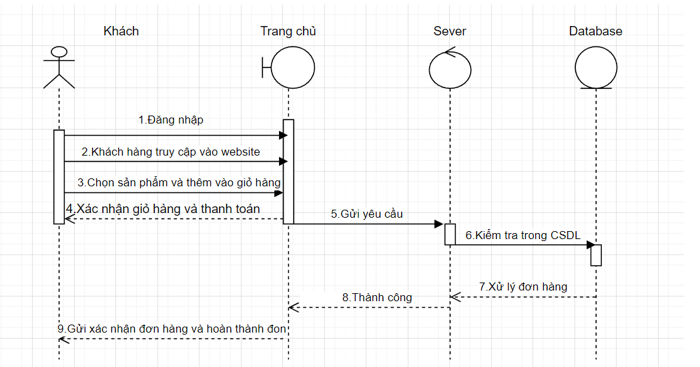 Khách
Trang chủ
Sever
Database
1.Đăng nhập
2.Khách hàng truy cập vào website
3.Chọn sản phẩm và thêm vào giỏ hàng
4.Xác nhận giỏ hàng và thanh toán
5.Gửi yêu cầu
6.Kiểm tra trong CSDL
7.Xử lý đơn hàng
8.Thành công
9.Gửi xác nhận đơn hàng và hoàn thành đon